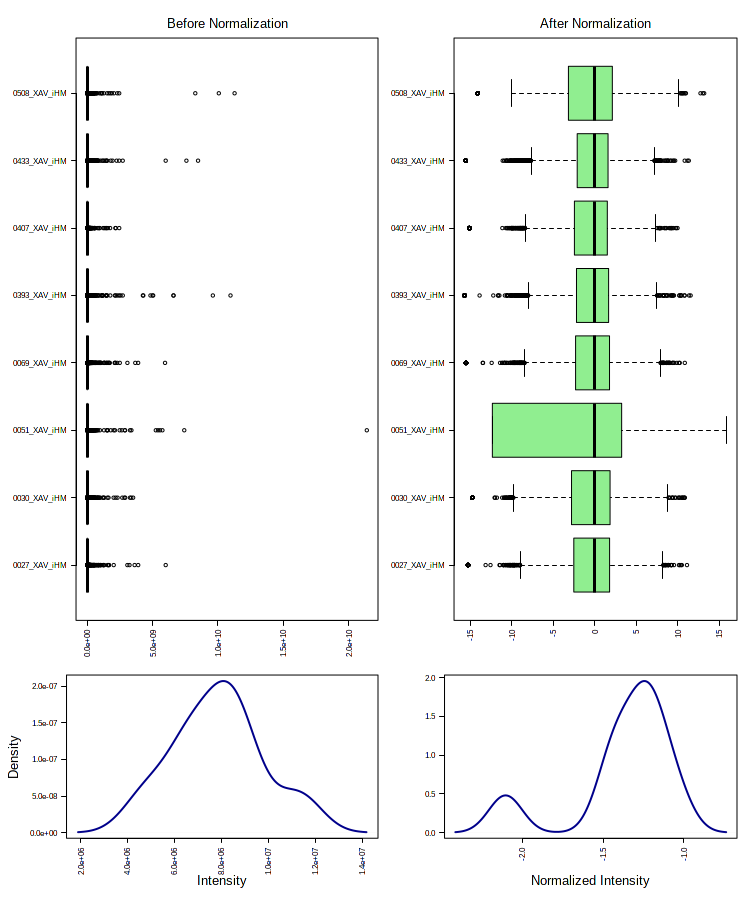 Before Normalization
0508_XAV_iHM
0433_XAV_iHM
0407_XAV_iHM
0393_XAV_iHM
0069_XAV_iHM
0051_XAV_iHM
0030_XAV_iHM
0027_XAV_iHM
0.0e+00
5.0e+09
1.0e+10
1.5e+10
2.0e+10
After Normalization
0508_XAV_iHM
0433_XAV_iHM
0407_XAV_iHM
0393_XAV_iHM
0069_XAV_iHM
0051_XAV_iHM
0030_XAV_iHM
0027_XAV_iHM
-15
-10
-5
0
5
10
15
Density
2.0e-07
1.5e-07
1.0e-07
5.0e-08
0.0e+00
2.0e+06
4.0e+06
6.0e+06
8.0e+06
1.0e+07
1.2e+07
1.4e+07
Intensity
2.0
1.5
1.0
0.5
0.0
-2.0
-1.5
-1.0
Normalized Intensity